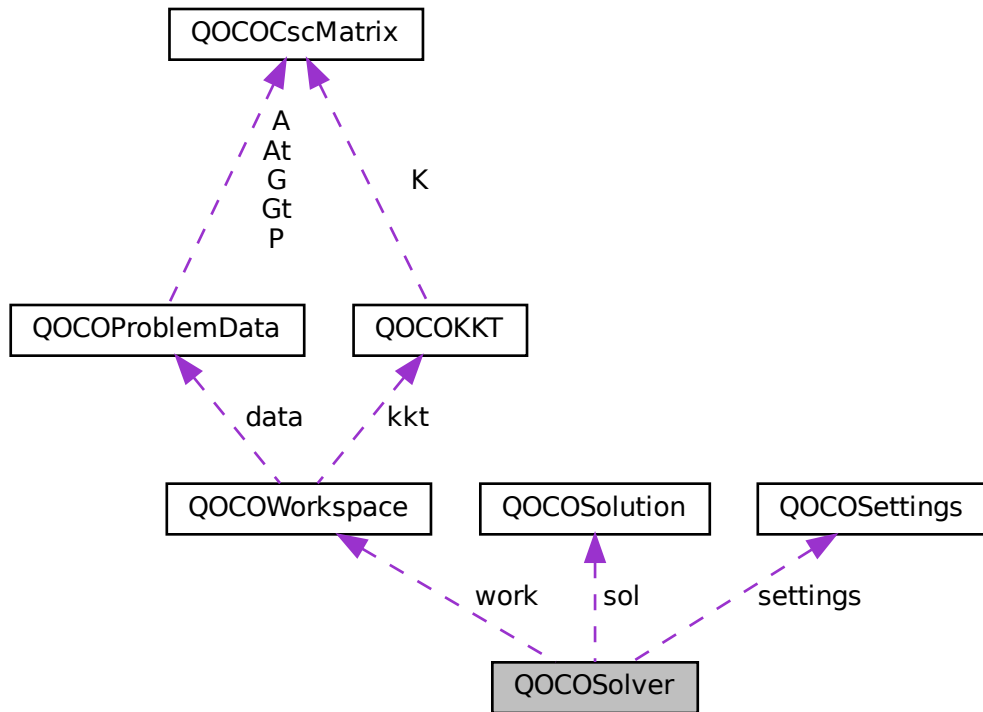 QOCOCscMatrix
A
At
G
Gt
P
K
QOCOProblemData
QOCOKKT
data
kkt
QOCOWorkspace
QOCOSolution
QOCOSettings
work
sol
settings
QOCOSolver